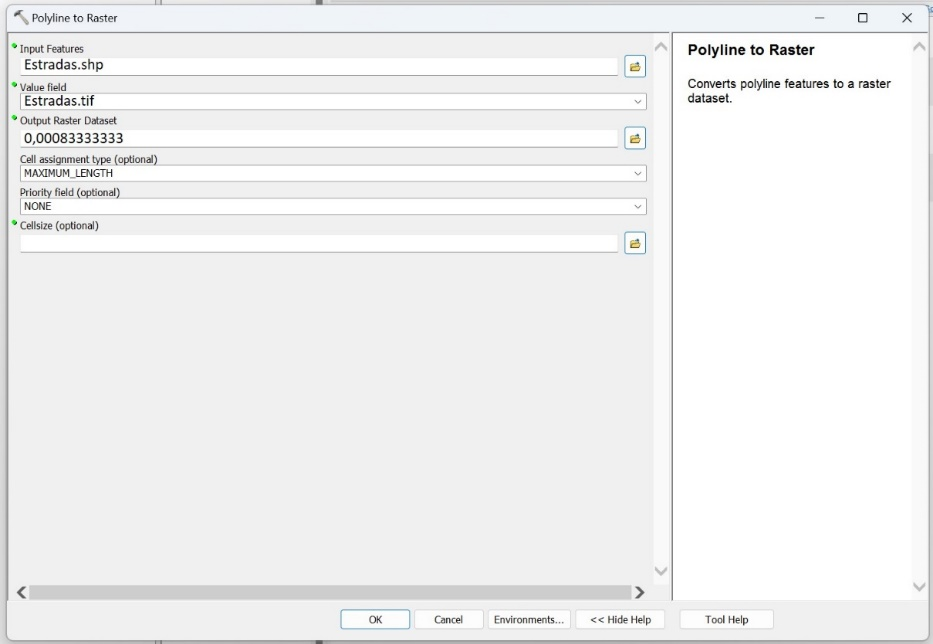 Polyline to Raster
Input Features
Estradas.shp
Value field
Estradas.tif
Output Raster Dataset
0,00083333333
Cell assignment type (optional)
MAXIMUM_LENGTH
Priority field (optional)
NONE
Cellsize (optional)
Polyline to Raster
Converts polyline features to a raster
dataset.
OK
Cancel
Environments...
<< Hide Help
Tool Help